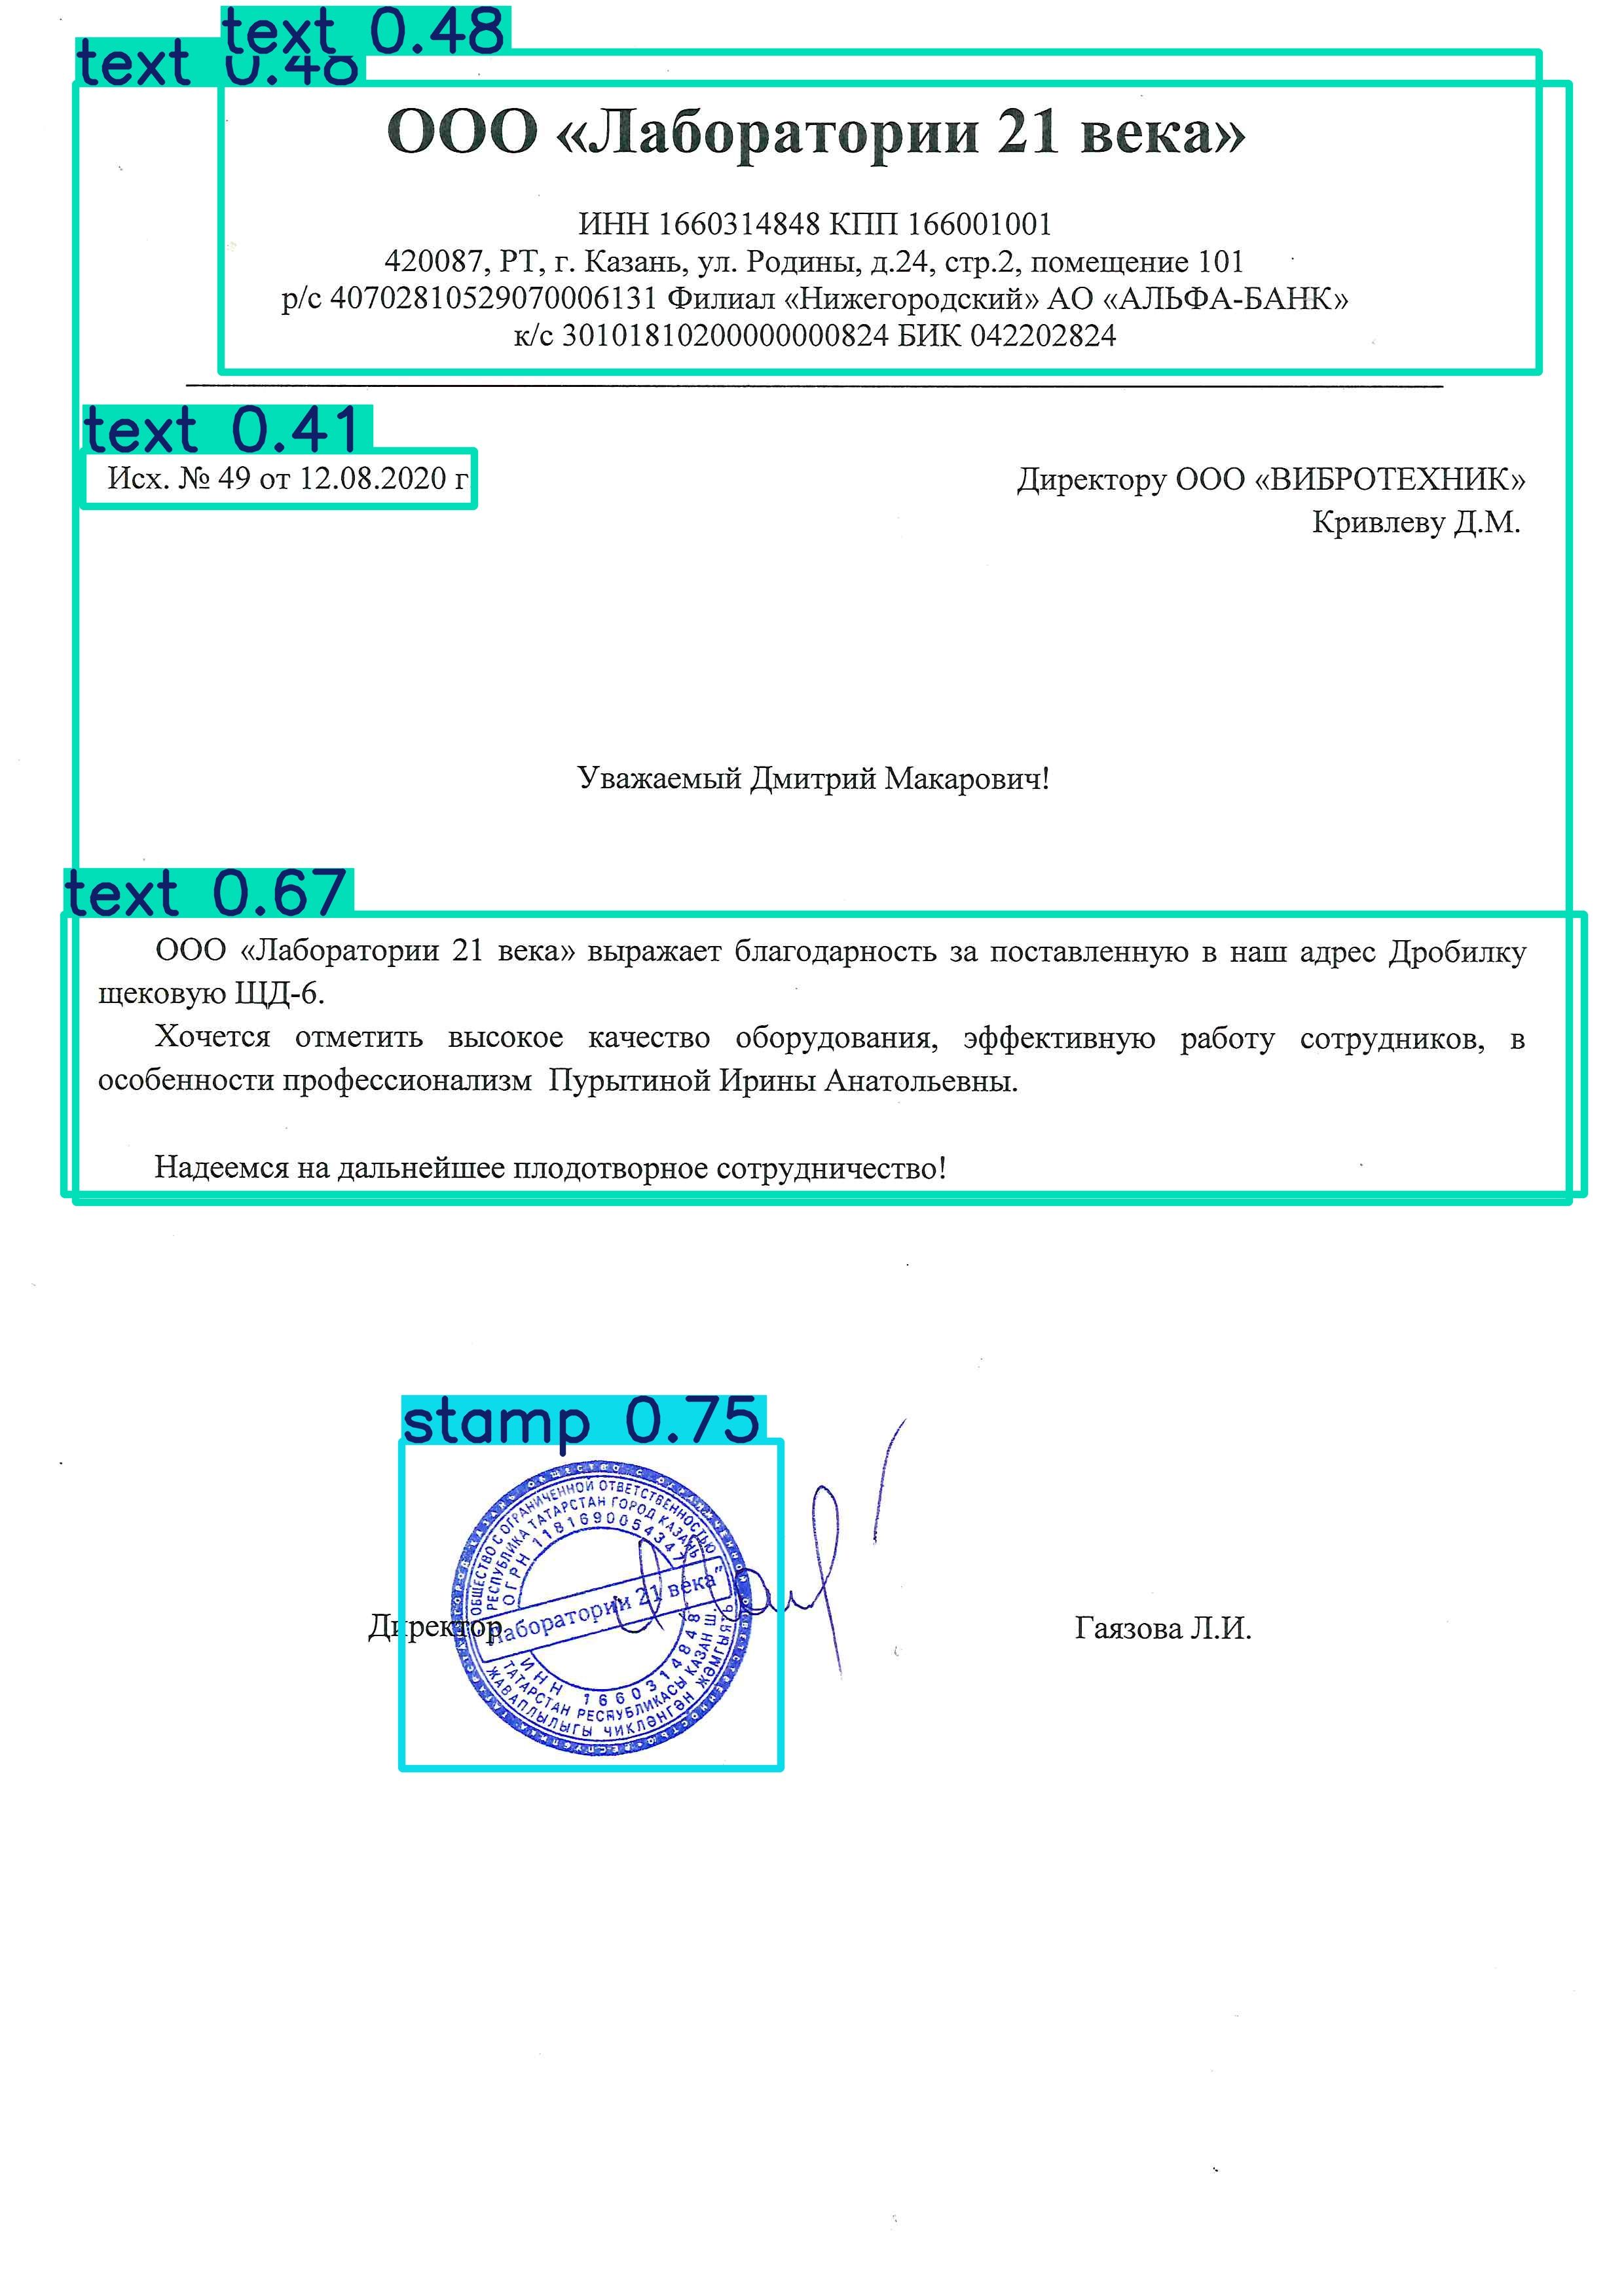 text 0.48
text 0.48
ООО «Лаборатории 21 века»
ИНН 1660314848 КПП 166001001
420087, РТ, г. Казань, ул. Родины, д.24, стр.2, помещение 101
р/с 40702810529070006131 Филиал «Нижегородский» АО «АЛЬФА-БАНК»
к/с 30101810200000000824 БИК 042202824
text 0.41
Исх. № 49 от 12.08.2020 г
Директору ООО «ВИБРОТЕХНИК»
Кривлеву Д.М.
Уважаемый Дмитрий Макарович!
text 0.67
ООО «Лаборатории 21 века» выражает благодарность за поставленную в наш адрес Дробилку
щековую ЩД-6.
Хочется отметить высокое качество оборудования, эффективную работу сотрудников, в
особенности профессионализм Пурытиной Ирины Анатольевны.
Надеемся на дальнейшее плодотворное сотрудничество!
stamp 0.75
Директор
ОБЩЕСТВО С ОГРАНИЧЕННОЙ ОТВЕТСТВЕННОСТЬЮ
РЕСПУБЛИКА ТАТАРСТАН ГОРОД КАЗАНЬ
ОГРН 1181690054347
"Лаборатории 21 века"
ИНН 1660314848
ТАТАРСТАН РЕСПУБЛИКАСЫ КАЗАН Ш.
ҖАВАПЛЫЛЫГЫ ЧИКЛӘНГӘН ҖӘМГЫЯТЬ
Гаязова Л.И.